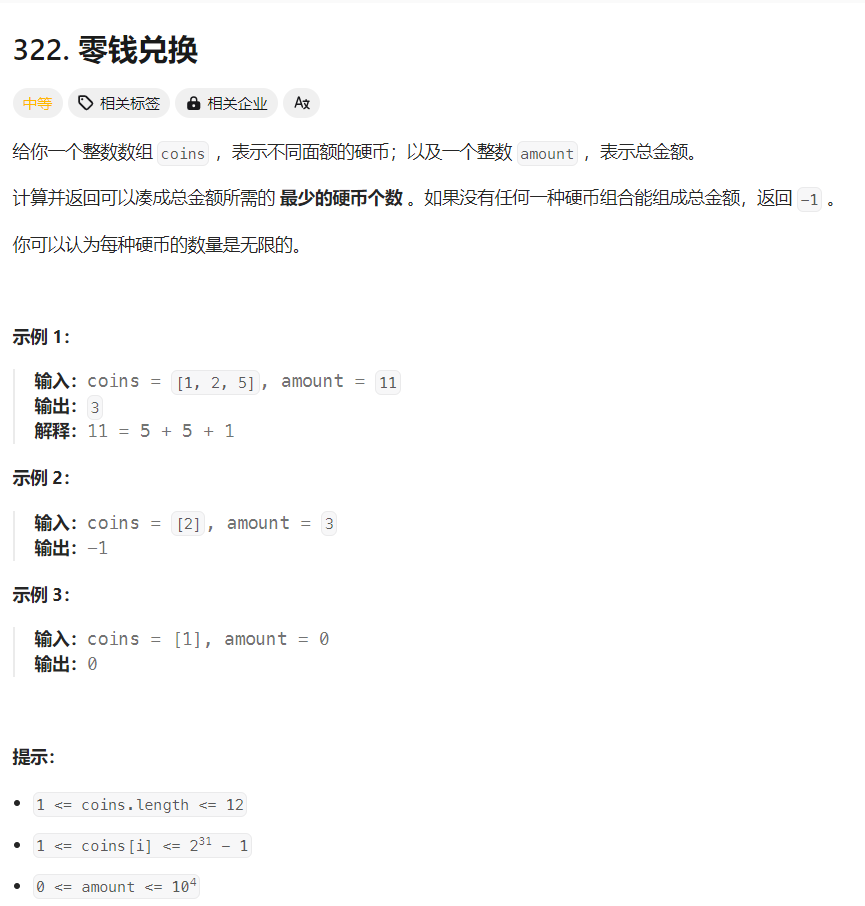 322. 零钱兑换
中等 相关标签 相关企业 Ax
给你一个整数数组 coins ，表示不同面额的硬币；以及一个整数 amount ，表示总金额。
计算并返回可以凑成总金额所需的 最少的硬币个数 。如果没有任何一种硬币组合能组成总金额，返回 -1 。
你可以认为每种硬币的数量是无限的。
示例 1：
输入：coins = [1, 2, 5], amount = 11
输出：3
解释：11 = 5 + 5 + 1
示例 2：
输入：coins = [2], amount = 3
输出：-1
示例 3：
输入：coins = [1], amount = 0
输出：0
提示：
1 <= coins.length <= 12
1 <= coins[i] <= 2³¹ - 1
0 <= amount <= 10⁴